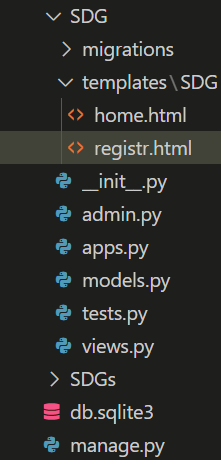 SDG
migrations
templates\SDG
home.html
registr.html
__init__.py
admin.py
apps.py
models.py
tests.py
views.py
SDGs
db.sqlite3
manage.py